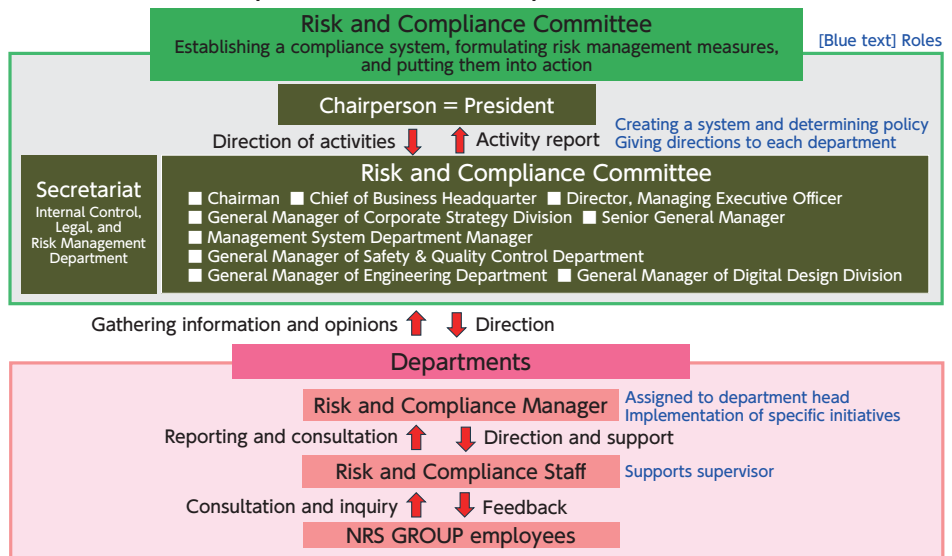 Risk and Compliance Committee
Establishing a compliance system, formulating risk management measures,
and putting them into action
[Blue text] Roles
Chairperson = President
Direction of activities
Activity report
Creating a system and determining policy
Giving directions to each department
Secretariat
Internal Control,
Legal, and
Risk Management
Department
Risk and Compliance Committee
■ Chairman ■ Chief of Business Headquarter ■ Director, Managing Executive Officer
■ General Manager of Corporate Strategy Division ■ Senior General Manager
■ Management System Department Manager
■ General Manager of Safety & Quality Control Department
■ General Manager of Engineering Department ■ General Manager of Digital Design Division
Gathering information and opinions
Direction
Departments
Risk and Compliance Manager
Assigned to department head
Implementation of specific initiatives
Reporting and consultation
Direction and support
Risk and Compliance Staff
Supports supervisor
Consultation and inquiry
Feedback
NRS GROUP employees